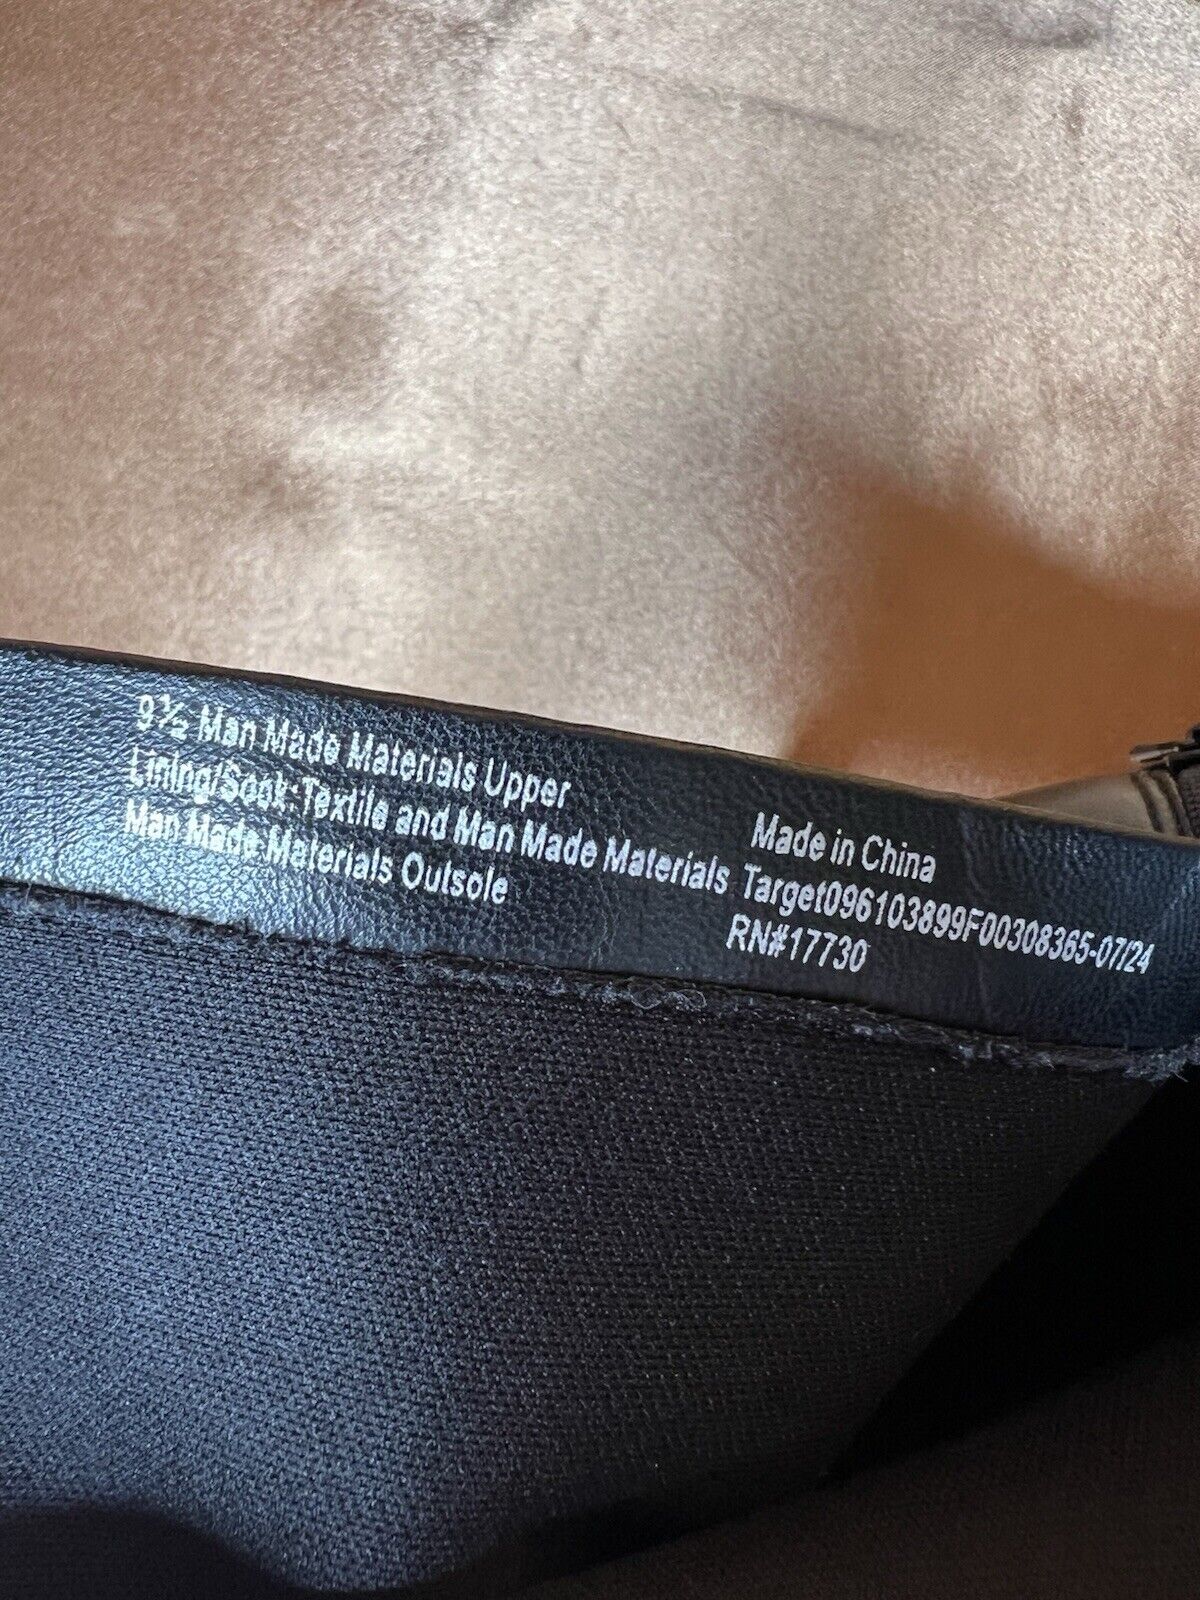 9½ Man Made Materials Upper
Lining/Sock:Textile and Man Made Materials
Man Made Materials Outsole
Made in China
Target096103899F00308365-07/24
RN#17730